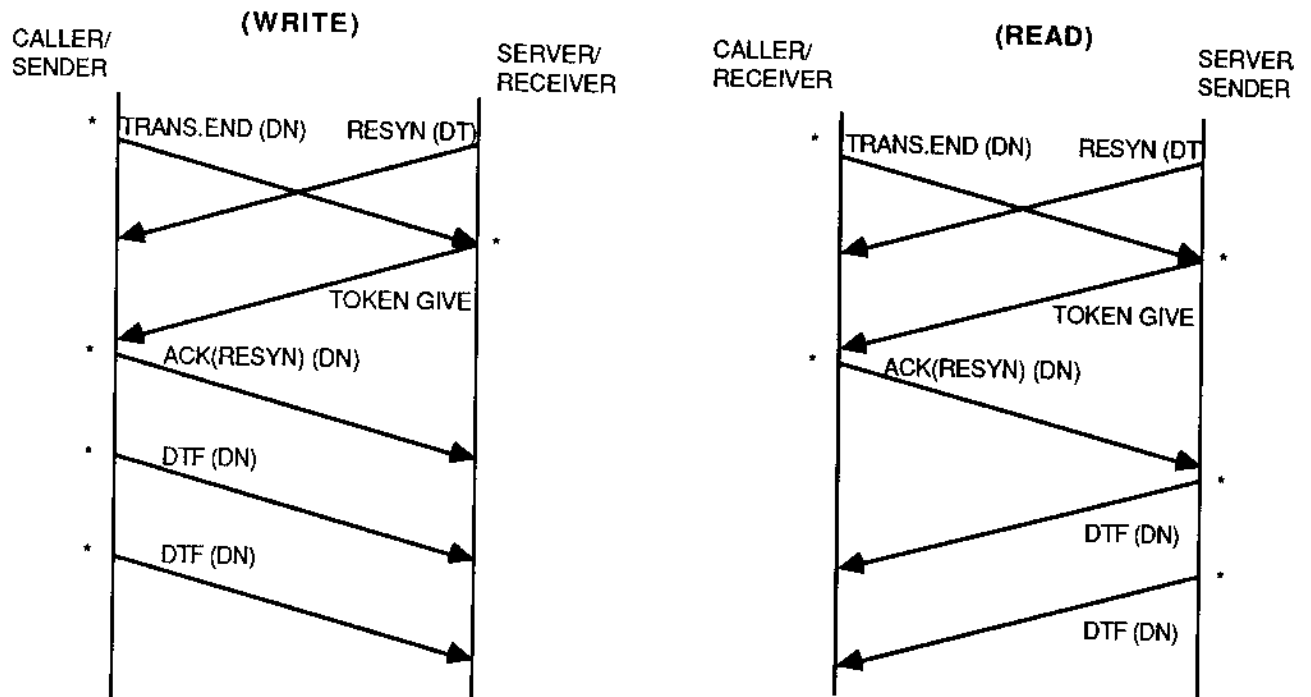 (WRITE)
CALLER/
SENDER
SERVER/
RECEIVER
* TRANS.END (DN) RESYN (DT)
*
TOKEN GIVE
* ACK(RESYN) (DN)
* DTF (DN)
* DTF (DN)
(READ)
CALLER/
RECEIVER
SERVER/
SENDER
* TRANS.END (DN) RESYN (DT
*
TOKEN GIVE
* ACK(RESYN) (DN)
*
DTF (DN)
*
DTF (DN)